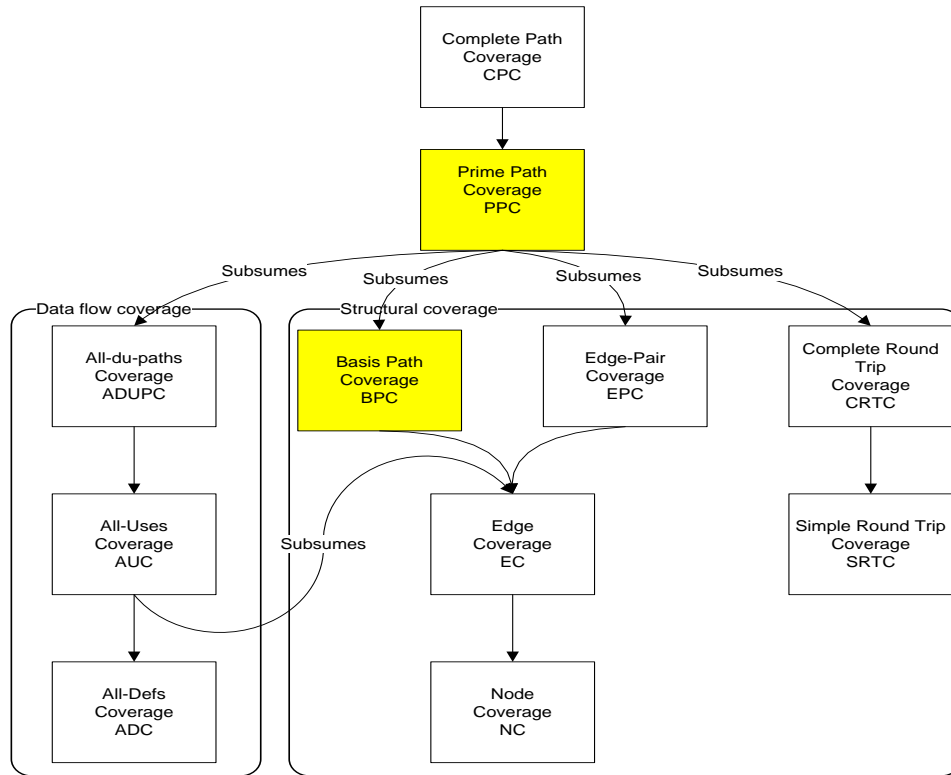 Complete Path
Coverage
CPC
Prime Path
Coverage
PPC
Subsumes
Subsumes
Subsumes
Subsumes
Data flow coverage
Structural coverage
All-du-paths
Coverage
ADUPC
Basis Path
Coverage
BPC
Edge-Pair
Coverage
EPC
Complete Round
Trip
Coverage
CRTC
All-Uses
Coverage
AUC
Subsumes
Edge
Coverage
EC
Simple Round Trip
Coverage
SRTC
All-Defs
Coverage
ADC
Node
Coverage
NC